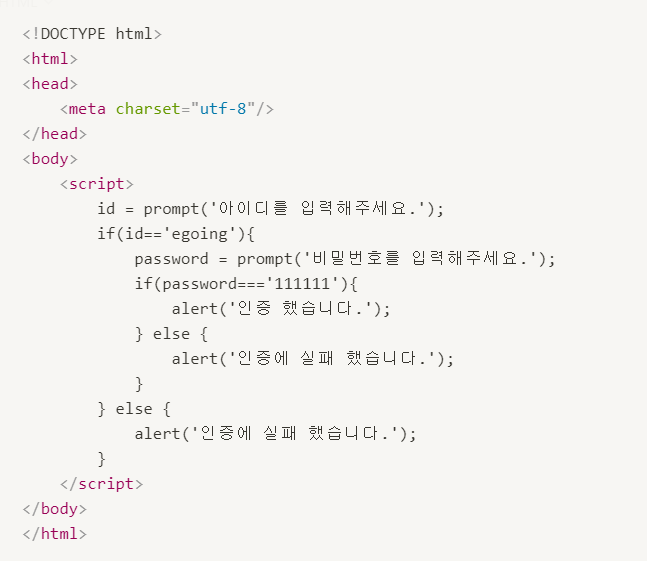 <!DOCTYPE html>
<html>
<head>
    <meta charset="utf-8"/>
</head>
<body>
    <script>
        id = prompt('아이디를 입력해주세요.');
        if(id=='egoing'){
            password = prompt('비밀번호를 입력해주세요.');
            if(password==='111111'){
                alert('인증 했습니다.');
            } else {
                alert('인증에 실패 했습니다.');
            }
        } else {
            alert('인증에 실패 했습니다.');
        }
    </script>
</body>
</html>